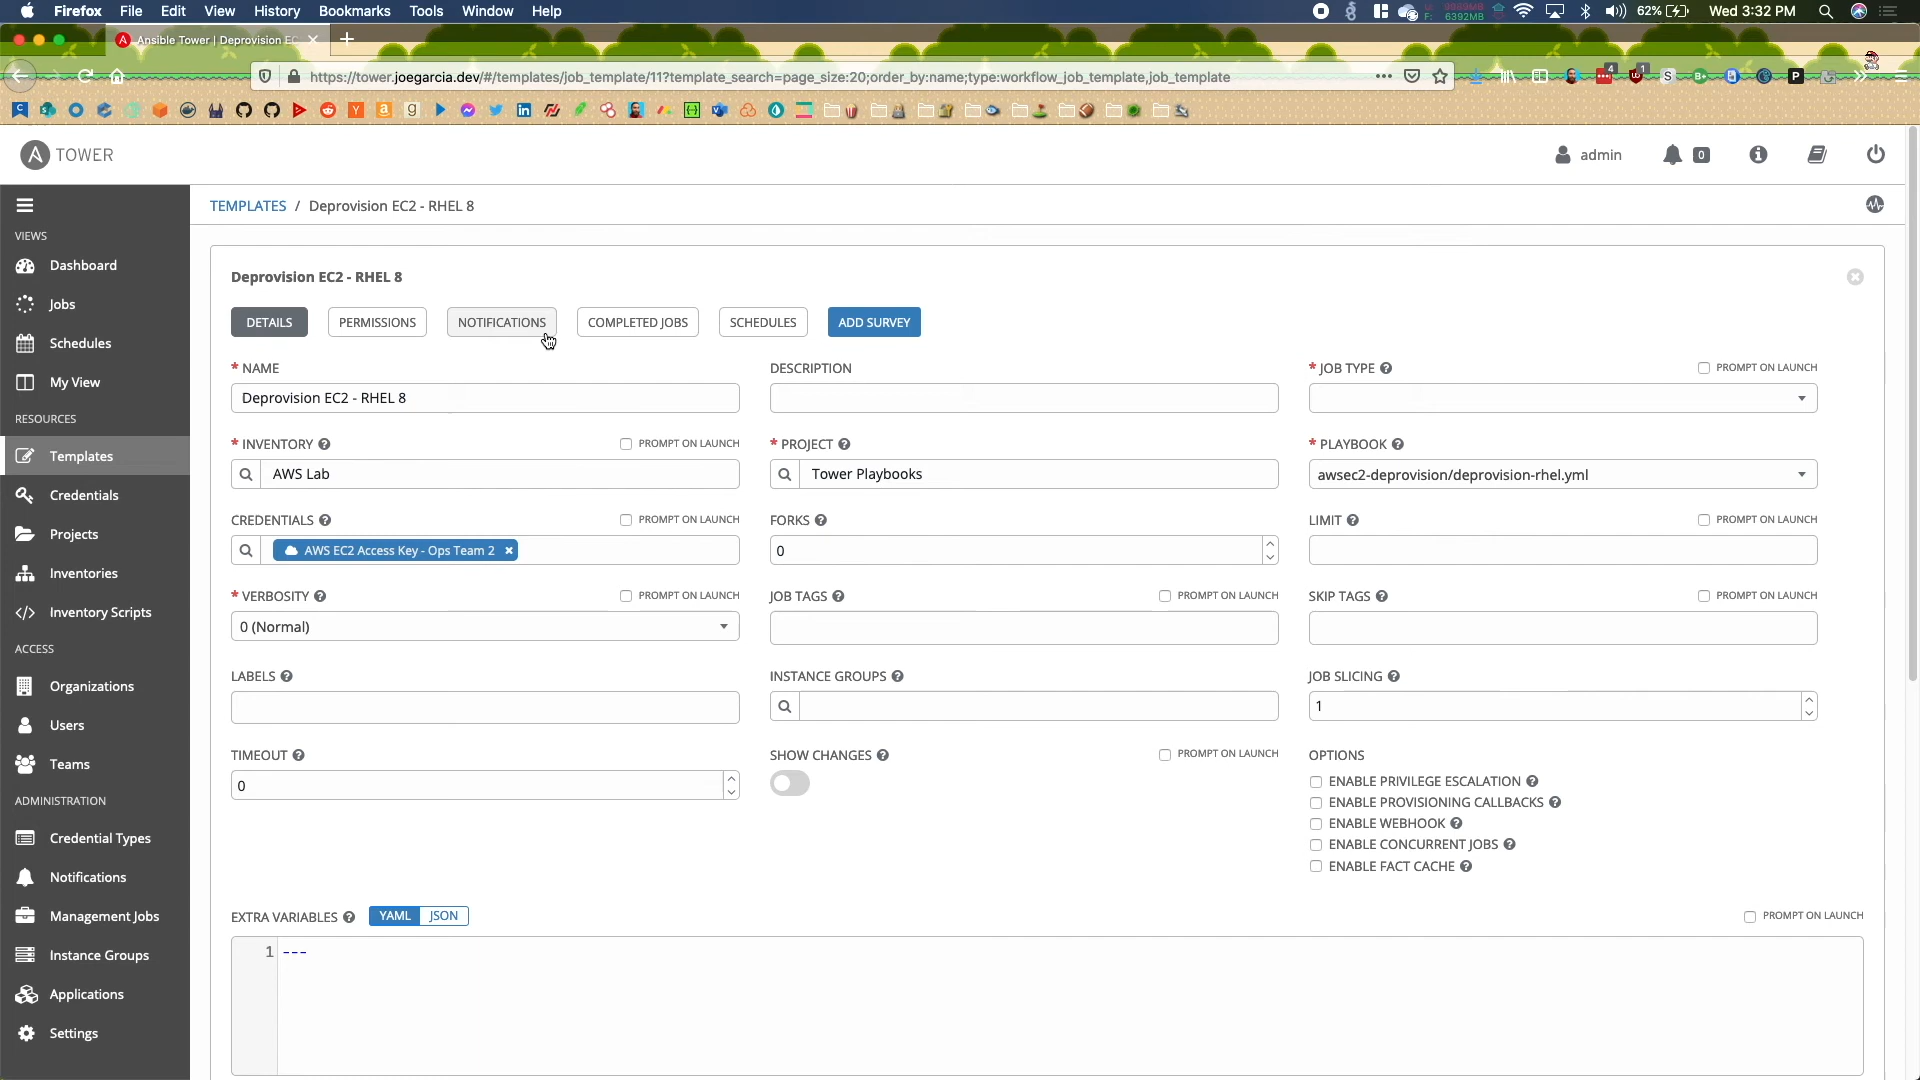 Firefox File Edit View History Bookmarks Tools Window Help
62% Wed 3:32 PM
6392MB
Ansible Tower | Deprovision EC
https://tower.joegarcia.dev/#/templates/job_template/11?template_search=page_size:20;order_by:name;type:workflow_job_template,job_template
TOWER
admin
0
TEMPLATES / Deprovision EC2 - RHEL 8
VIEWS
Dashboard
Jobs
Schedules
My View
RESOURCES
Templates
Credentials
Projects
Inventories
Inventory Scripts
ACCESS
Organizations
Users
Teams
ADMINISTRATION
Credential Types
Notifications
Management Jobs
Instance Groups
Applications
Settings
Deprovision EC2 - RHEL 8
DETAILS PERMISSIONS NOTIFICATIONS COMPLETED JOBS SCHEDULES ADD SURVEY
* NAME
Deprovision EC2 - RHEL 8
DESCRIPTION
* JOB TYPE PROMPT ON LAUNCH
* INVENTORY PROMPT ON LAUNCH
AWS Lab
* PROJECT
Tower Playbooks
* PLAYBOOK
awsec2-deprovision/deprovision-rhel.yml
CREDENTIALS PROMPT ON LAUNCH
AWS EC2 Access Key - Ops Team 2
FORKS
0
LIMIT PROMPT ON LAUNCH
* VERBOSITY PROMPT ON LAUNCH
0 (Normal)
JOB TAGS PROMPT ON LAUNCH
SKIP TAGS PROMPT ON LAUNCH
LABELS
INSTANCE GROUPS
JOB SLICING
1
TIMEOUT
0
SHOW CHANGES PROMPT ON LAUNCH
OPTIONS
ENABLE PRIVILEGE ESCALATION
ENABLE PROVISIONING CALLBACKS
ENABLE WEBHOOK
ENABLE CONCURRENT JOBS
ENABLE FACT CACHE
EXTRA VARIABLES YAML JSON PROMPT ON LAUNCH
1 ---